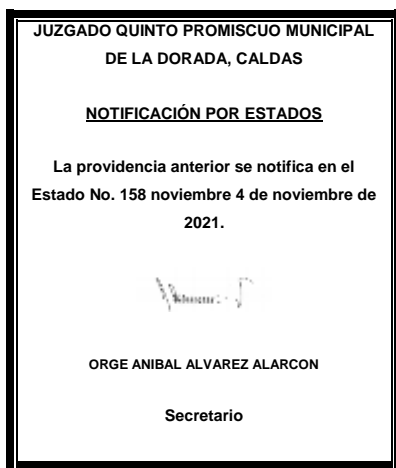 JUZGADO QUINTO PROMISCUO MUNICIPAL
DE LA DORADA, CALDAS
NOTIFICACIÓN POR ESTADOS
La providencia anterior se notifica en el
Estado No. 158 noviembre 4 de noviembre de
2021.
ORGE ANIBAL ALVAREZ ALARCON
Secretario